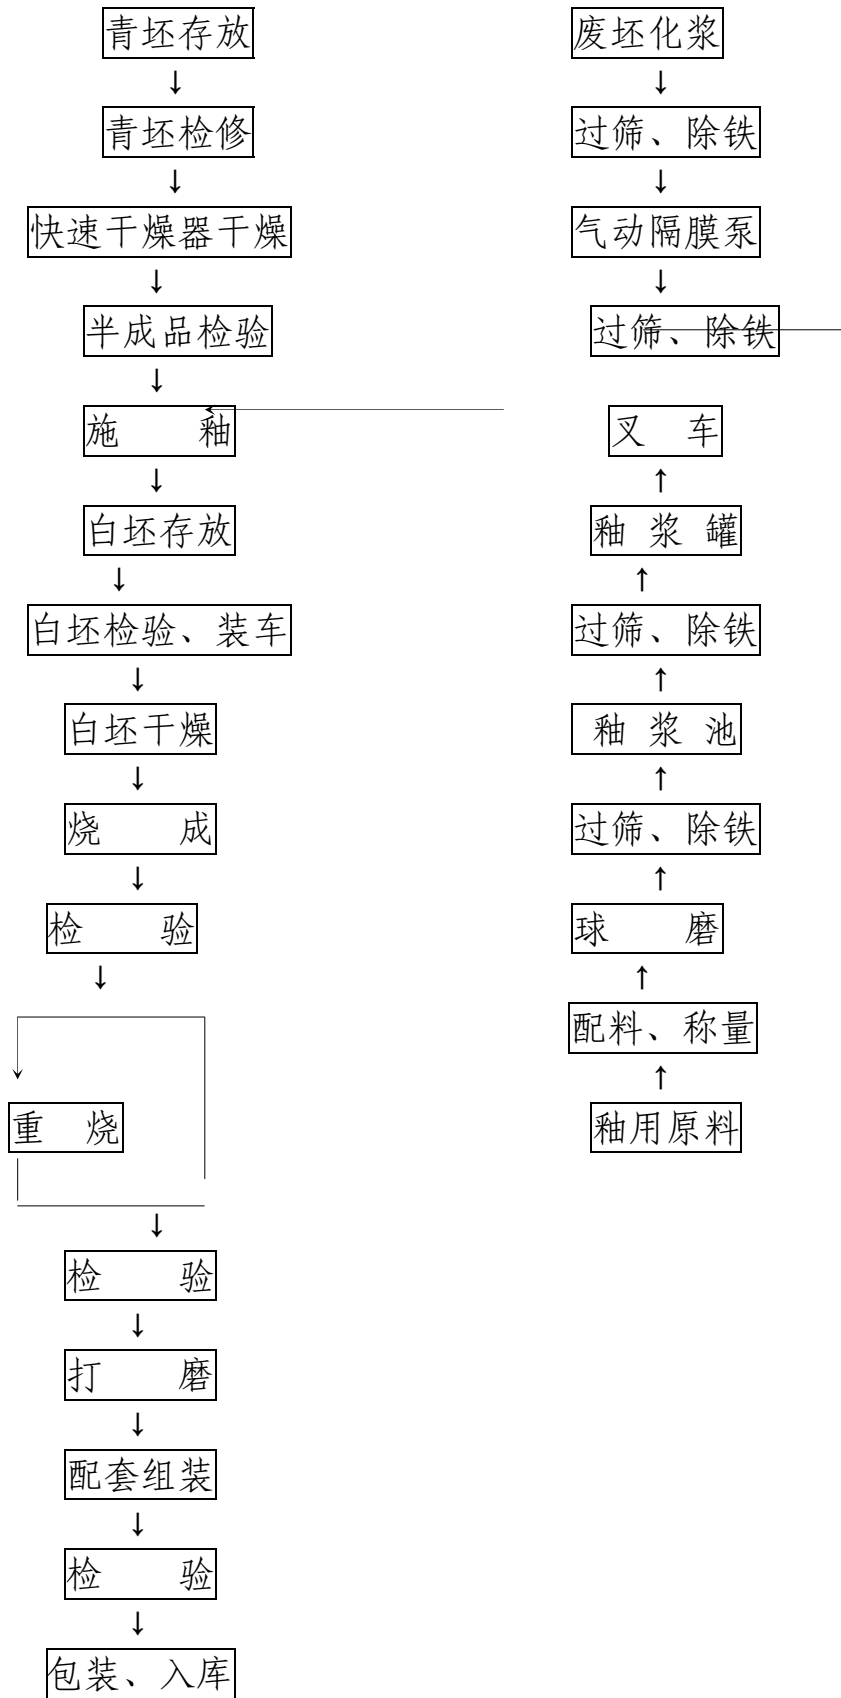 青坯存放
↓
青坯检修
↓
快速干燥器干燥
↓
半成品检验
↓
施 釉
↓
白坯存放
↓
白坯检验、装车
↓
白坯干燥
↓
烧 成
↓
检 验
↓
重 烧
↓
检 验
↓
打 磨
↓
配套组装
↓
检 验
↓
包装、入库
废坯化浆
↓
过筛、除铁
↓
气动隔膜泵
↓
过筛、除铁
叉 车
↑
釉 浆 罐
↑
过筛、除铁
↑
釉 浆 池
↑
过筛、除铁
↑
球 磨
↑
配料、称量
↑
釉用原料